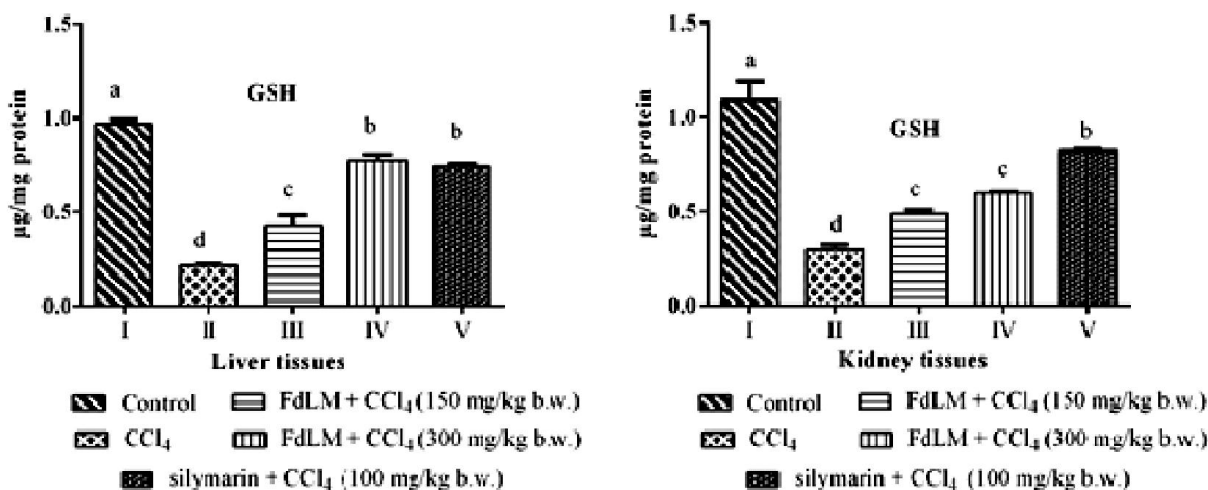 1.5
1.0
0.5
0.0
µg/mg protein
GSH
a
d
c
b
b
I II III IV V
Liver tissues
Control FdLM + CCl₄ (150 mg/kg b.w.)
CCl₄ FdLM + CCl₄ (300 mg/kg b.w.)
silymarin + CCl₄ (100 mg/kg b.w.)
1.5
1.0
0.5
0.0
µg/mg protein
GSH
a
d
c
c
b
I II III IV V
Kidney tissues
Control FdLM + CCl₄ (150 mg/kg b.w.)
CCl₄ FdLM + CCl₄ (300 mg/kg b.w.)
silymarin + CCl₄ (100 mg/kg b.w.)